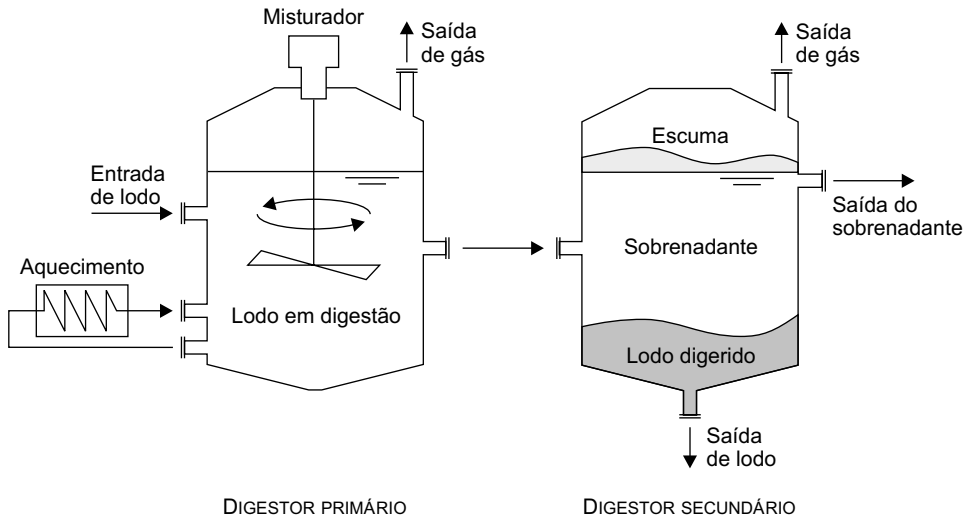 Misturador
Saída
de gás
Entrada
de lodo
Aquecimento
Lodo em digestão
DIGESTOR PRIMÁRIO
Saída
de gás
Escuma
Saída do
sobrenadante
Sobrenadante
Lodo digerido
Saída
de lodo
DIGESTOR SECUNDÁRIO